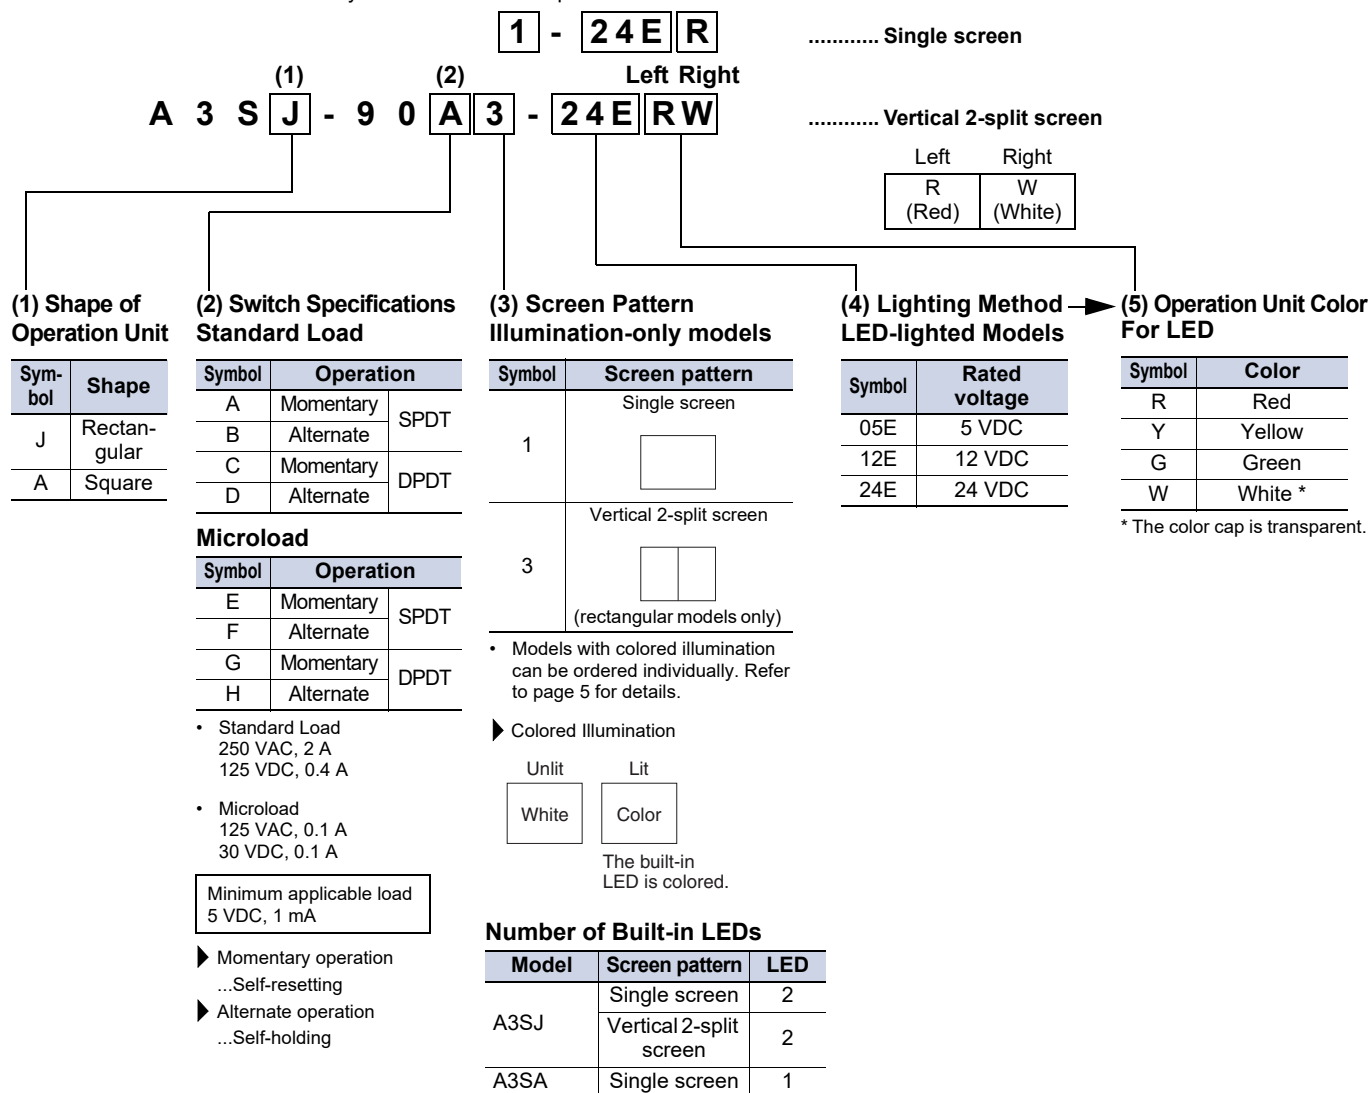 1 - 24E R ............ Single screen
(1) (2) Left Right
A 3 S J - 9 0 A 3 - 24E RW ............ Vertical 2-split screen
Left Right
R W
(Red) (White)
(1) Shape of
Operation Unit
Sym-
bol Shape
J Rectan-
gular
A Square
(2) Switch Specifications
Standard Load
Symbol Operation
A Momentary SPDT
B Alternate
C Momentary DPDT
D Alternate
Microload
Symbol Operation
E Momentary SPDT
F Alternate
G Momentary DPDT
H Alternate
• Standard Load
250 VAC, 2 A
125 VDC, 0.4 A
• Microload
125 VAC, 0.1 A
30 VDC, 0.1 A
Minimum applicable load
5 VDC, 1 mA
Momentary operation
...Self-resetting
Alternate operation
...Self-holding
(3) Screen Pattern
Illumination-only models
Symbol Screen pattern
1 Single screen
3 Vertical 2-split screen
(rectangular models only)
• Models with colored illumination
can be ordered individually. Refer
to page 5 for details.
Colored Illumination
Unlit Lit
White Color
The built-in
LED is colored.
Number of Built-in LEDs
Model Screen pattern LED
A3SJ Single screen 2
Vertical 2-split
screen 2
A3SA Single screen 1
(4) Lighting Method
LED-lighted Models
Symbol Rated
voltage
05E 5 VDC
12E 12 VDC
24E 24 VDC
(5) Operation Unit Color
For LED
Symbol Color
R Red
Y Yellow
G Green
W White *
* The color cap is transparent.